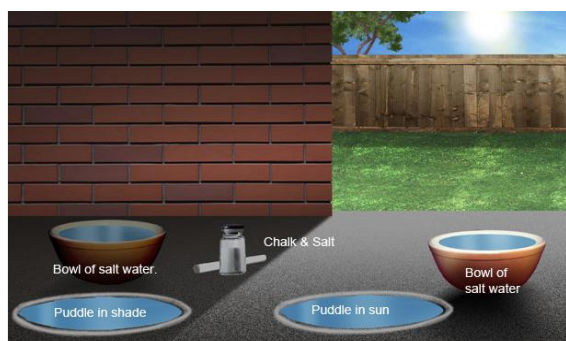 Chalk & Salt
Bowl of salt water.
Bowl of
salt water
Puddle in shade
Puddle in sun